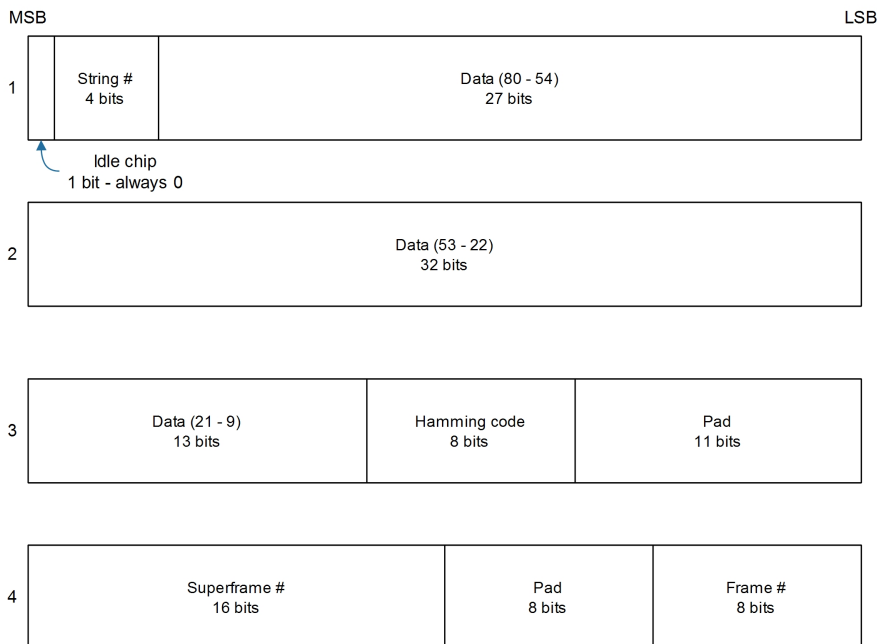 MSB LSB
1
String #
4 bits
Data (80 - 54)
27 bits
Idle chip
1 bit - always 0
2
Data (53 - 22)
32 bits
3
Data (21 - 9)
13 bits
Hamming code
8 bits
Pad
11 bits
4
Superframe #
16 bits
Pad
8 bits
Frame #
8 bits